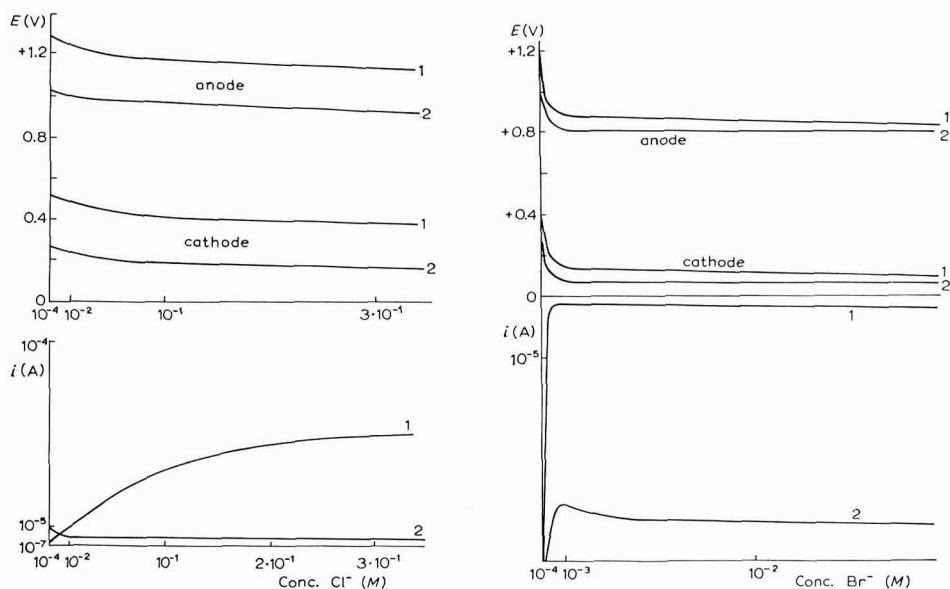 E (V)
+1.2
0.8
0.4
0
anode
1
2
cathode
1
2
10⁻⁴ 10⁻² 10⁻¹ 3·10⁻¹
10⁻⁴
i (A)
10⁻⁵
10⁻⁷
1
2
10⁻⁴ 10⁻² 10⁻¹ 2·10⁻¹ 3·10⁻¹
Conc. Cl⁻ (M)
E (V)
+1.2
+0.8
+0.4
0
1
2
anode
cathode
1
2
i (A)
10⁻⁵
1
2
10⁻⁴ 10⁻³ 10⁻²
Conc. Br⁻ (M)